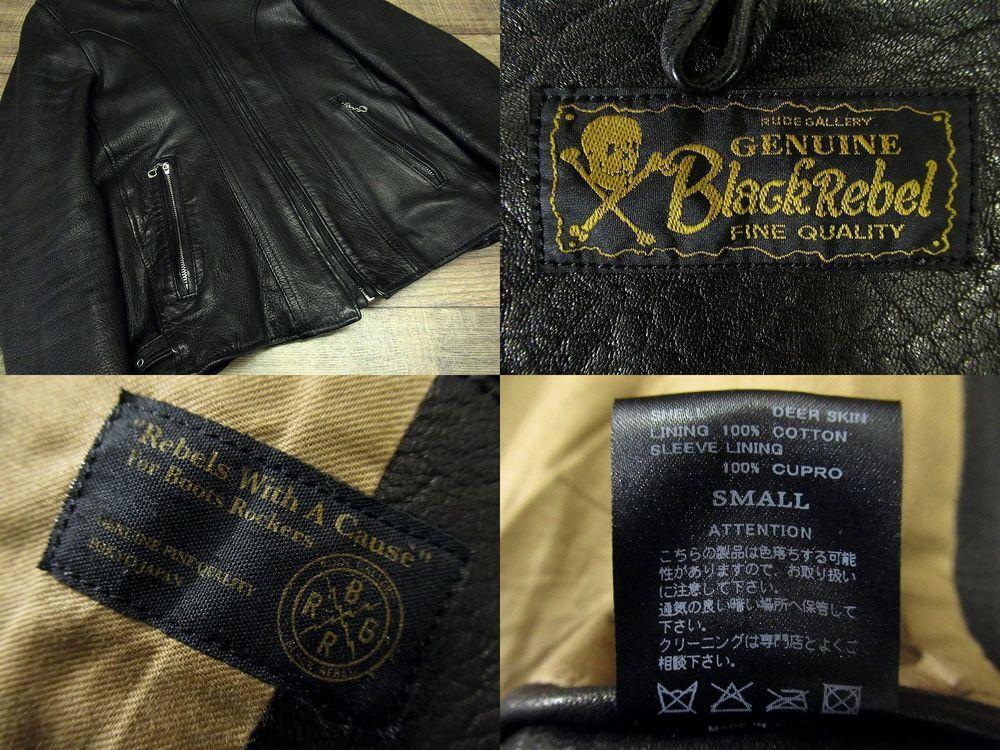 RUDE GALLERY
GENUINE
BlackRebel
FINE QUALITY
"Rebels With A Cause"
For Boots Rockers
GENUINE FINE QUALITY
TOKYO JAPAN
R B
R G
SHELL DEER SKIN
LINING 100% COTTON
SLEEVE LINING
100% CUPRO
SMALL
ATTENTION
こちらの製品は色落ちする可能
性がありますので、お取り扱い
に注意して下さい。
通気の良い暗い場所へ保管して
下さい。
クリーニングは専門店とよくご
相談下さい。
MADE IN